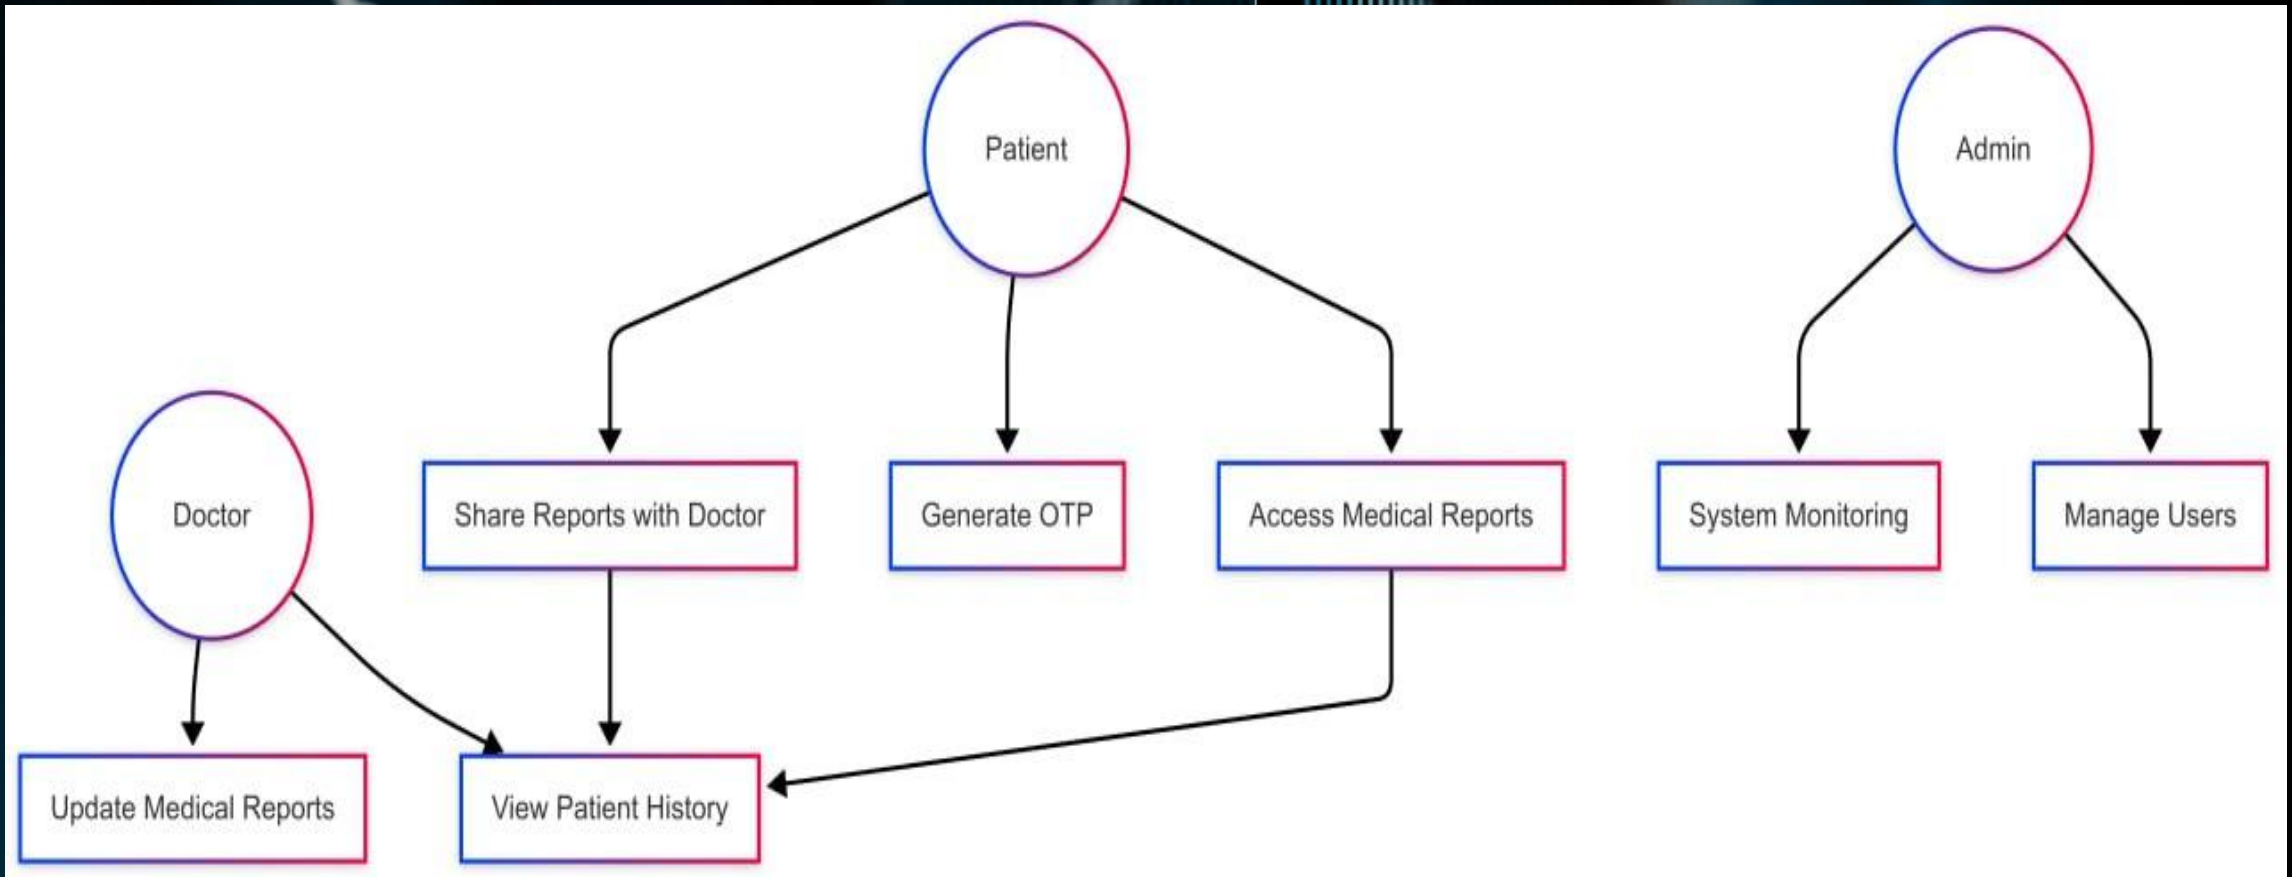 Patient
Admin
Doctor
Share Reports with Doctor
Generate OTP
Access Medical Reports
System Monitoring
Manage Users
Update Medical Reports
View Patient History